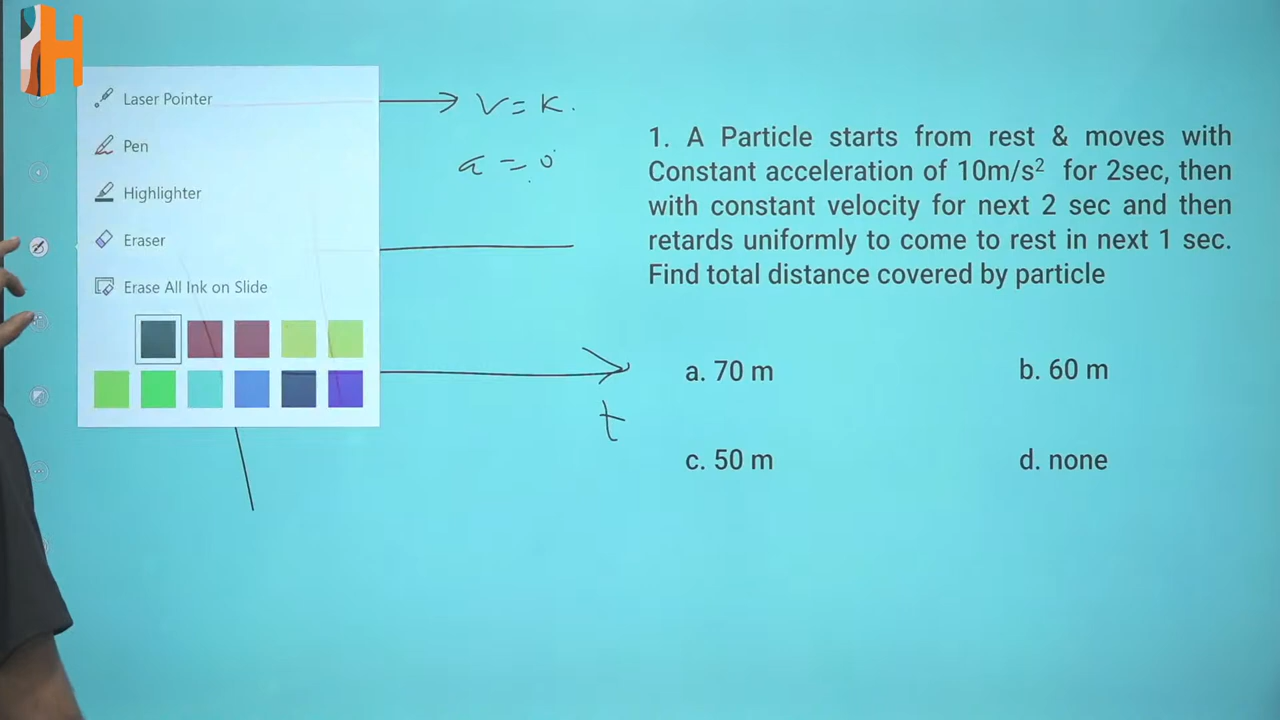 H
Laser Pointer
Pen
Highlighter
Eraser
Erase All Ink on Slide
V = K.
a = 0
t
1. A Particle starts from rest & moves with
Constant acceleration of 10m/s² for 2sec, then
with constant velocity for next 2 sec and then
retards uniformly to come to rest in next 1 sec.
Find total distance covered by particle
a. 70 m
b. 60 m
c. 50 m
d. none